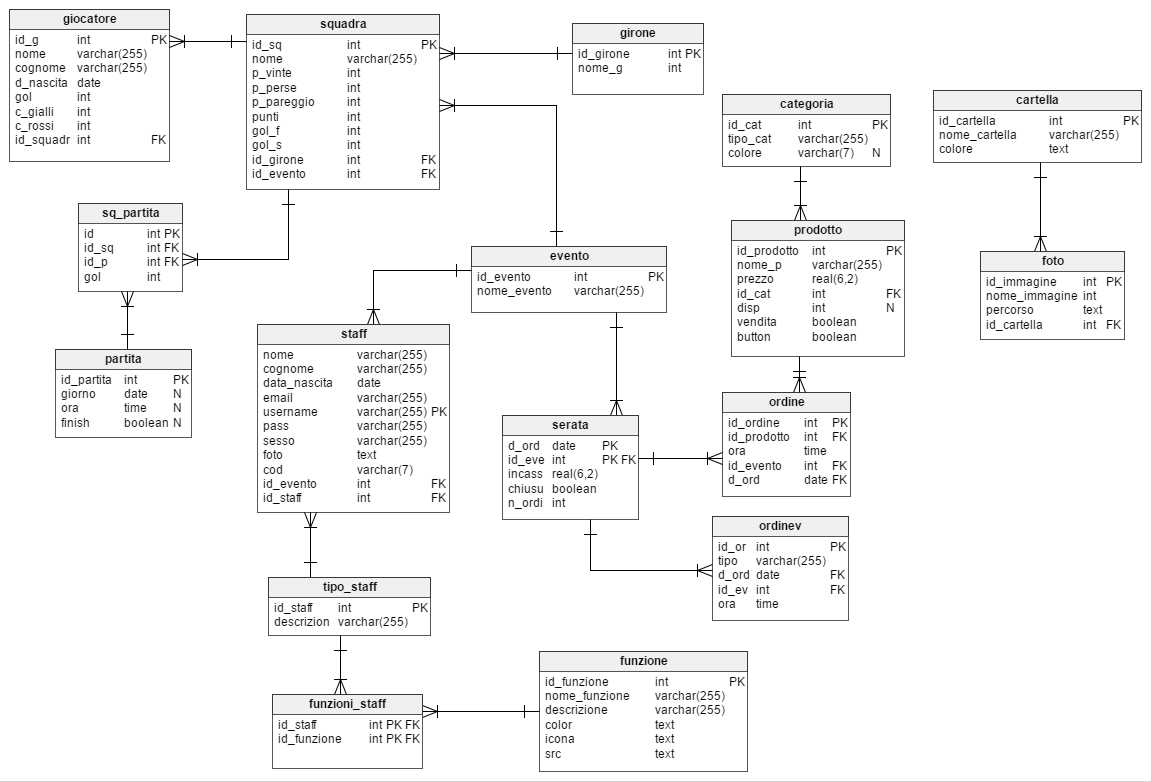 giocatore
id_g int PK
nome varchar(255)
cognome varchar(255)
d_nascita date
gol int
c_gialli int
c_rossi int
id_squadr int FK
squadra
id_sq int PK
nome varchar(255)
p_vinte int
p_perse int
p_pareggio int
punti int
gol_f int
gol_s int
id_girone int FK
id_evento int FK
girone
id_girone int PK
nome_g int
categoria
id_cat int PK
tipo_cat varchar(255)
colore varchar(7) N
cartella
id_cartella int PK
nome_cartella varchar(255)
colore text
sq_partita
id int PK
id_sq int FK
id_p int FK
gol int
evento
id_evento int PK
nome_evento varchar(255)
prodotto
id_prodotto int PK
nome_p varchar(255)
prezzo real(6,2)
id_cat int FK
disp int N
vendita boolean
button boolean
foto
id_immagine int PK
nome_immagine int
percorso text
id_cartella int FK
partita
id_partita int PK
giorno date N
ora time N
finish boolean N
staff
nome varchar(255)
cognome varchar(255)
data_nascita date
email varchar(255)
username varchar(255) PK
pass varchar(255)
sesso varchar(255)
foto text
cod varchar(7)
id_evento int FK
id_staff int FK
serata
d_ord date PK
id_eve int PK FK
incass real(6,2)
chiusu boolean
n_ordi int
ordine
id_ordine int PK
id_prodotto int FK
ora time
id_evento int FK
d_ord date FK
ordinev
id_or int PK
tipo varchar(255)
d_ord date FK
id_ev int FK
ora time
tipo_staff
id_staff int PK
descrizion varchar(255)
funzioni_staff
id_staff int PK FK
id_funzione int PK FK
funzione
id_funzione int PK
nome_funzione varchar(255)
descrizione varchar(255)
color text
icona text
src text